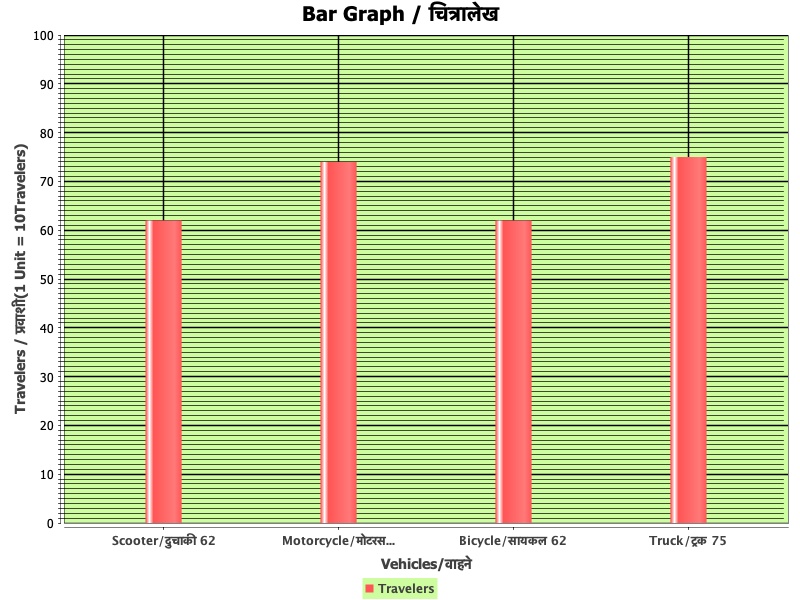 Bar Graph / चित्रालेख
100
90
80
70
60
50
40
30
20
10
0
Travelers / प्रवाशी(1 Unit = 10Travelers)
Scooter/दुचाकी 62
Motorcycle/मोटरस...
Bicycle/सायकल 62
Truck/ट्रक 75
Vehicles/वाहने
Travelers